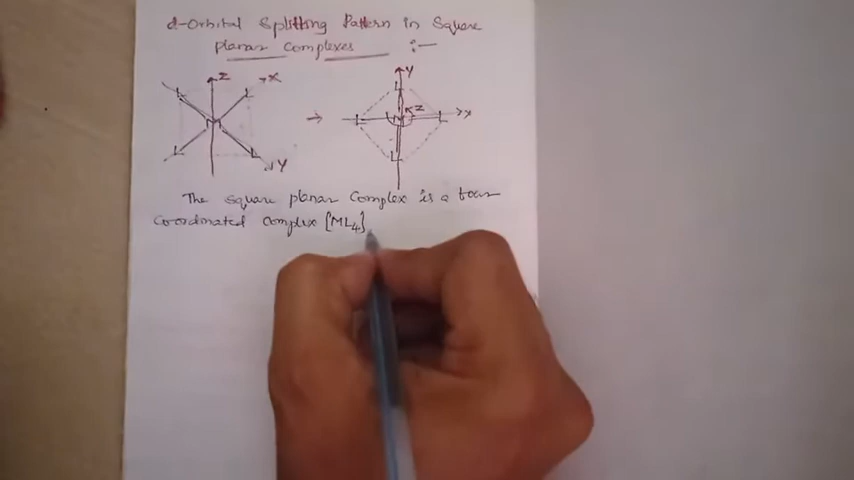 d-Orbital Splitting Pattern in Square
planar Complexes :-
Z X L L M L L Y
→
Y L Z L M L X L
The square planar Complex is a four
Coordinated Complex [ML4]